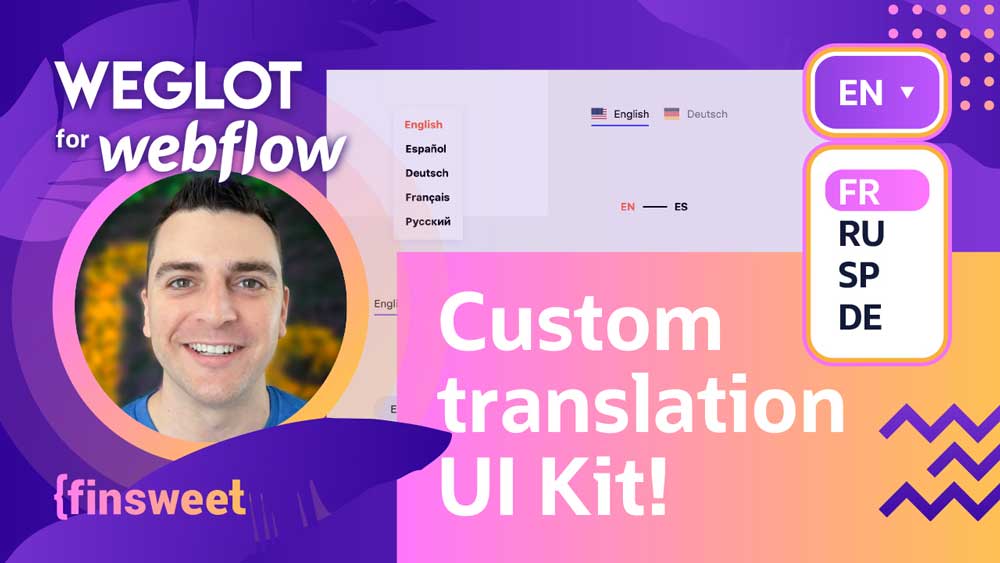 WEGLOT
for webflow
English
Español
Deutsch
Français
Русский
English
Deutsch
EN
ES
EN
FR
RU
SP
DE
Custom
translation
UI Kit!
{finsweet